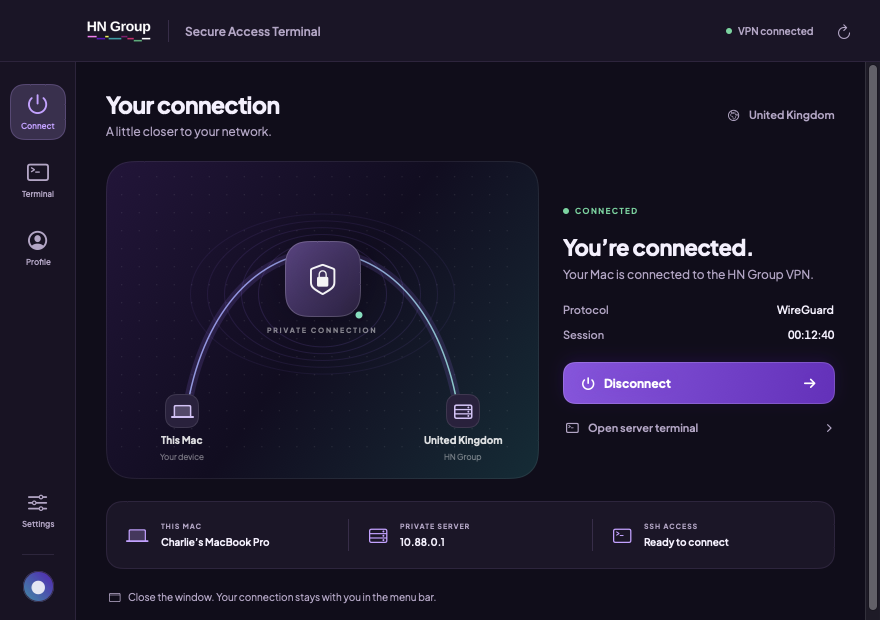 HN Group
Secure Access Terminal
VPN connected
Connect
Terminal
Profile
Settings
Your connection
A little closer to your network.
United Kingdom
PRIVATE CONNECTION
This Mac
Your device
United Kingdom
HN Group
CONNECTED
You’re connected.
Your Mac is connected to the HN Group VPN.
Protocol WireGuard
Session 00:12:40
Disconnect
Open server terminal
THIS MAC
Charlie’s MacBook Pro
PRIVATE SERVER
10.88.0.1
SSH ACCESS
Ready to connect
Close the window. Your connection stays with you in the menu bar.